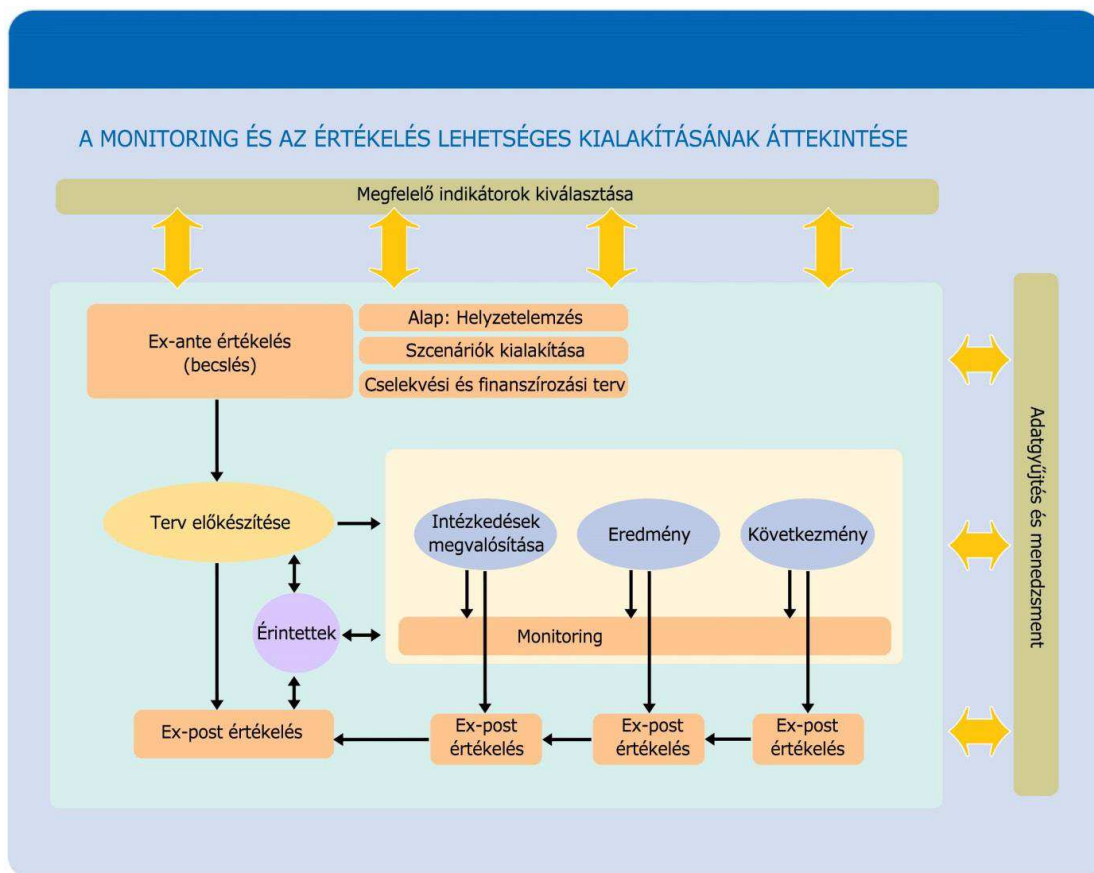 A MONITORING ÉS AZ ÉRTÉKELÉS LEHETSÉGES KIALAKÍTÁSÁNAK ÁTTEKINTÉSE
Megfelelő indikátorok kiválasztása
Ex-ante értékelés
(becslés)
Alap: Helyzetelemzés
Szcenáriók kialakítása
Cselekvési és finanszírozási terv
Adatgyűjtés és menedzsment
Terv előkészítése
Intézkedések
megvalósítása
Eredmény
Következmény
Érintettek
Monitoring
Ex-post értékelés
Ex-post
értékelés
Ex-post
értékelés
Ex-post
értékelés